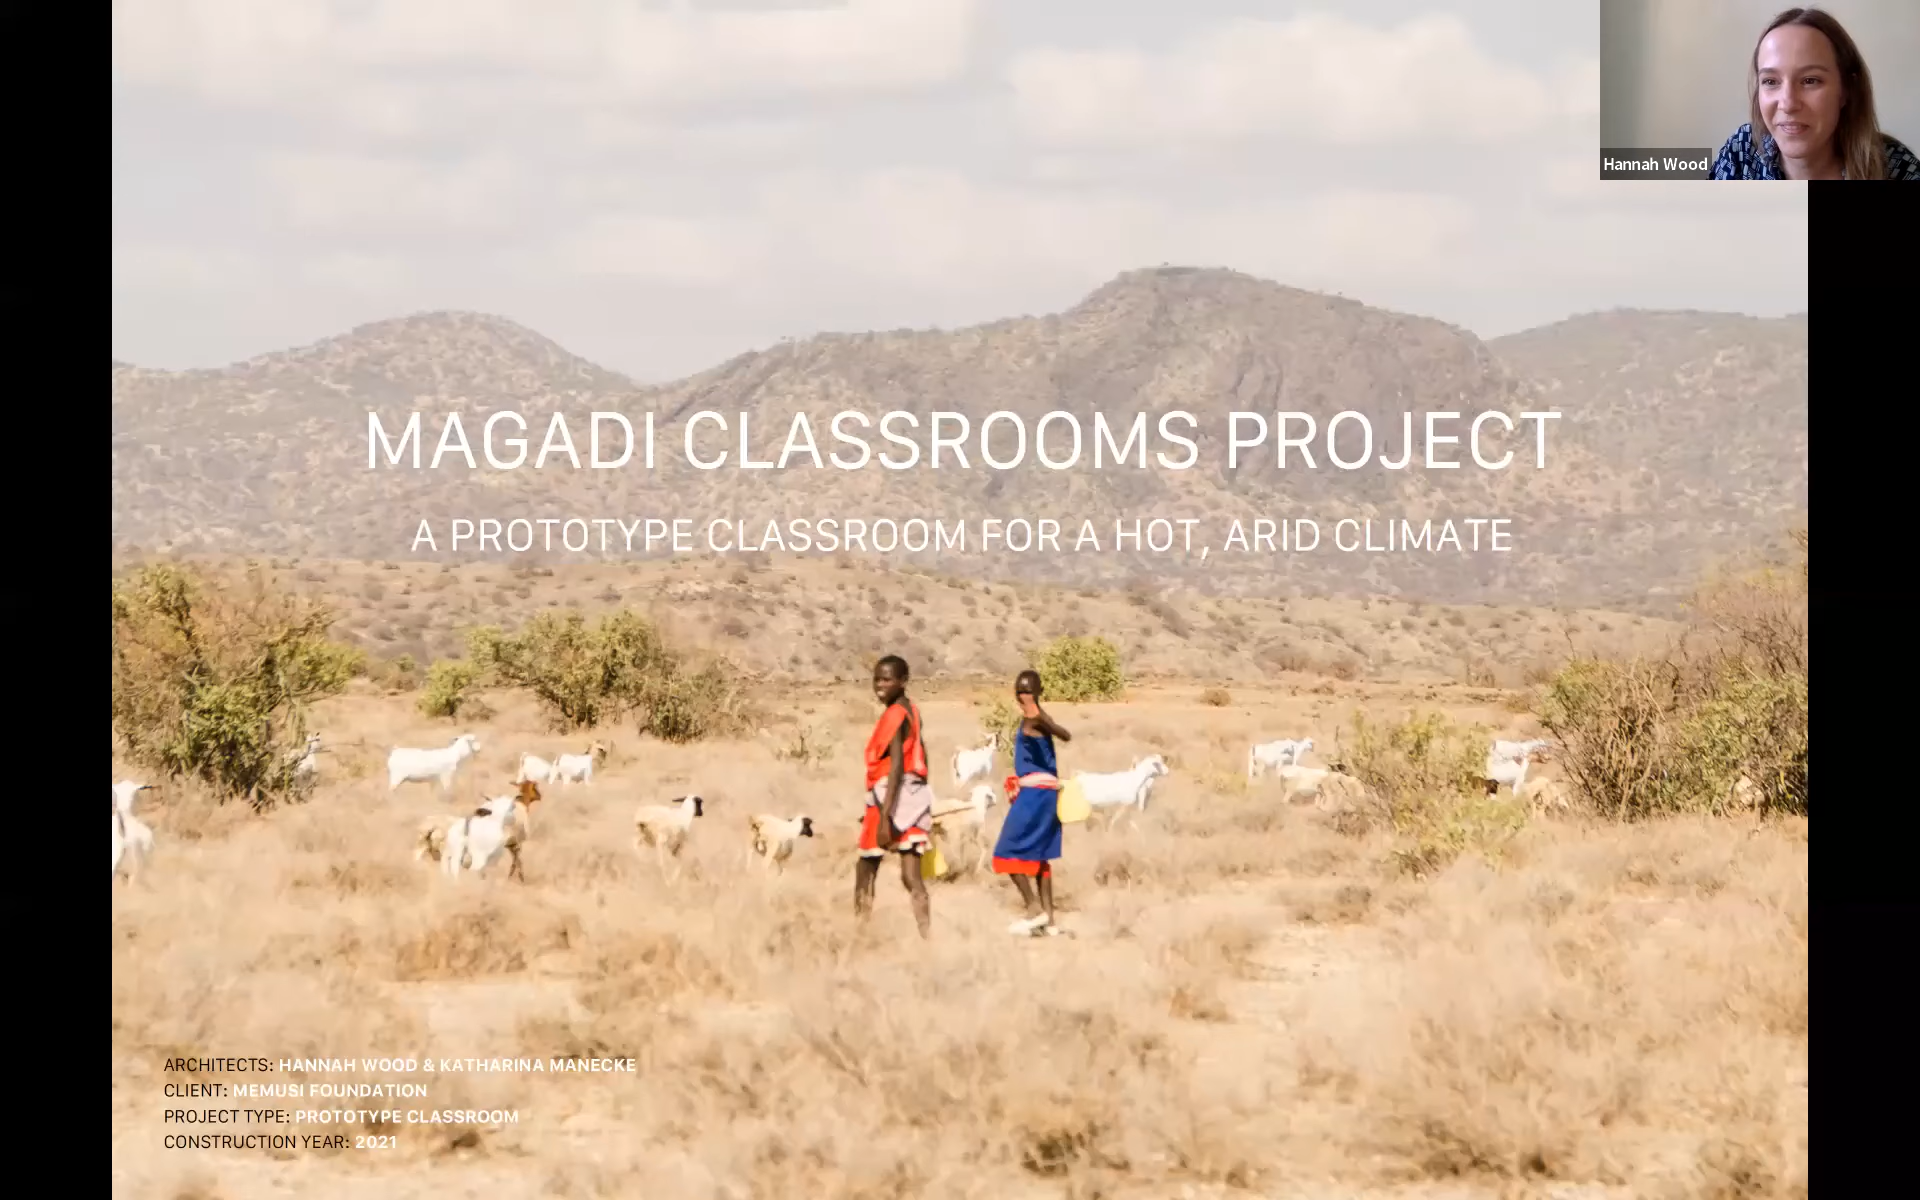 Hannah Wood
MAGADI CLASSROOMS PROJECT
A PROTOTYPE CLASSROOM FOR A HOT, ARID CLIMATE
ARCHITECTS: HANNAH WOOD & KATHARINA MANECKE
CLIENT: MEMUSI FOUNDATION
PROJECT TYPE: PROTOTYPE CLASSROOM
CONSTRUCTION YEAR: 2021